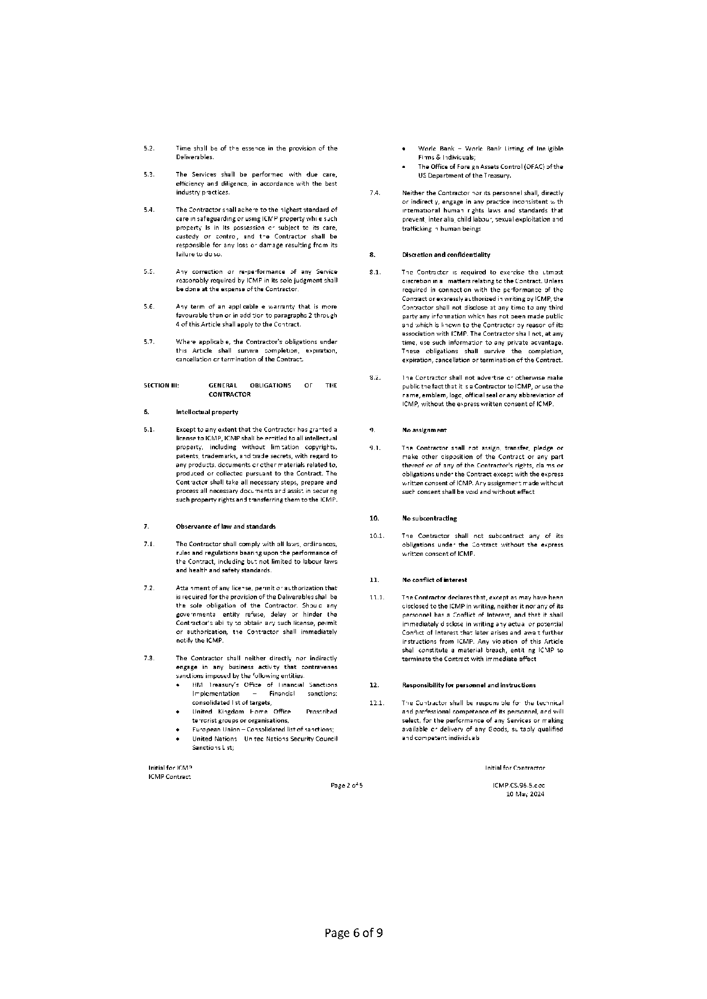 5.2. Time shall be of the essence in the provision of the
Deliverables.
5.3. The Services shall be performed with due care,
efficiency and diligence, in accordance with the best
industry practices.
5.4. The Contractor shall adhere to the highest standard of
care in safeguarding or using ICMP property while such
property is in its possession or subject to its care,
custody or control, and the Contractor shall be
responsible for any loss or damage resulting from its
failure to do so.
5.5. Any correction or re-performance of any Service
reasonably required by ICMP in its sole judgment shall
be done at the expense of the Contractor.
5.6. Any term of an applicable warranty that is more
favourable than or in addition to paragraphs 2 through
4 of this Article shall apply to the Contract.
5.7. Where applicable, the Contractor's obligations under
this Article shall survive completion, expiration,
cancellation or termination of the Contract.
SECTION III: GENERAL OBLIGATIONS OF THE
CONTRACTOR
6. Intellectual property
6.1. Except to any extent that the Contractor has granted a
license to ICMP, ICMP shall be entitled to all intellectual
property, including without limitation copyrights,
patents, trademarks, and trade secrets, with regard to
any products, documents or other materials related to,
produced or collected pursuant to the Contract. The
Contractor shall take all necessary steps, prepare and
process all necessary documents and assist in securing
such property rights and transferring them to the ICMP.
7. Observance of law and standards
7.1. The Contractor shall comply with all laws, ordinances,
rules and regulations bearing upon the performance of
the Contract, including but not limited to labour laws
and health and safety standards.
7.2. Attainment of any license, permit or authorization that
is required for the provision of the Deliverables shall be
the sole obligation of the Contractor. Should any
governmental entity refuse, delay or hinder the
Contractor's ability to obtain any such license, permit
or authorization, the Contractor shall immediately
notify the ICMP.
7.3. The Contractor shall neither directly nor indirectly
engage in any business activity that contravenes
sanctions imposed by the following entities.
• HM Treasury's Office of Financial Sanctions
Implementation – Financial sanctions:
consolidated list of targets;
• United Kingdom Home Office – Proscribed
terrorist groups or organisations;
• European Union – Consolidated list of sanctions;
• United Nations – United Nations Security Council
Sanctions List;
• World Bank – World Bank Listing of Ineligible
Firms & Individuals;
• The Office of Foreign Assets Control (OFAC) of the
US Department of the Treasury.
7.4. Neither the Contractor nor its personnel shall, directly
or indirectly, engage in any practice inconsistent with
international human rights laws and standards that
prevent, inter alia, child labour, sexual exploitation and
trafficking in human beings.
8. Discretion and confidentiality
8.1. The Contractor is required to exercise the utmost
discretion in all matters relating to the Contract. Unless
required in connection with the performance of the
Contract or expressly authorized in writing by ICMP, the
Contractor shall not disclose at any time to any third
party any information which has not been made public
and which is known to the Contractor by reason of its
association with ICMP. The Contractor shall not, at any
time, use such information to any private advantage.
These obligations shall survive the completion,
expiration, cancellation or termination of the Contract.
8.2. The Contractor shall not advertise or otherwise make
public the fact that it is a Contractor to ICMP, or use the
name, emblem, logo, official seal or any abbreviation of
ICMP, without the express written consent of ICMP.
9. No assignment
9.1. The Contractor shall not assign, transfer, pledge or
make other disposition of the Contract or any part
thereof or of any of the Contractor's rights, claims or
obligations under the Contract except with the express
written consent of ICMP. Any assignment made without
such consent shall be void and without effect.
10. No subcontracting
10.1. The Contractor shall not subcontract any of its
obligations under the Contract without the express
written consent of ICMP.
11. No conflict of interest
11.1. The Contractor declares that, except as may have been
disclosed to the ICMP in writing, neither it nor any of its
personnel has a Conflict of Interest, and that it shall
immediately disclose in writing any actual or potential
Conflict of Interest that later arises and await further
instructions from ICMP. Any violation of this Article
shall constitute a material breach, entitling ICMP to
terminate the Contract with immediate effect.
12. Responsibility for personnel and instructions
12.1. The Contractor shall be responsible for the technical
and professional competence of its personnel, and will
select, for the performance of any Services or making
available or delivery of any Goods, suitably qualified
and competent individuals.
Initial for ICMP Initial for Contractor
ICMP Contract
Page 2 of 5 ICMP.CS.96.5.doc
10 May 2024
Page 6 of 9